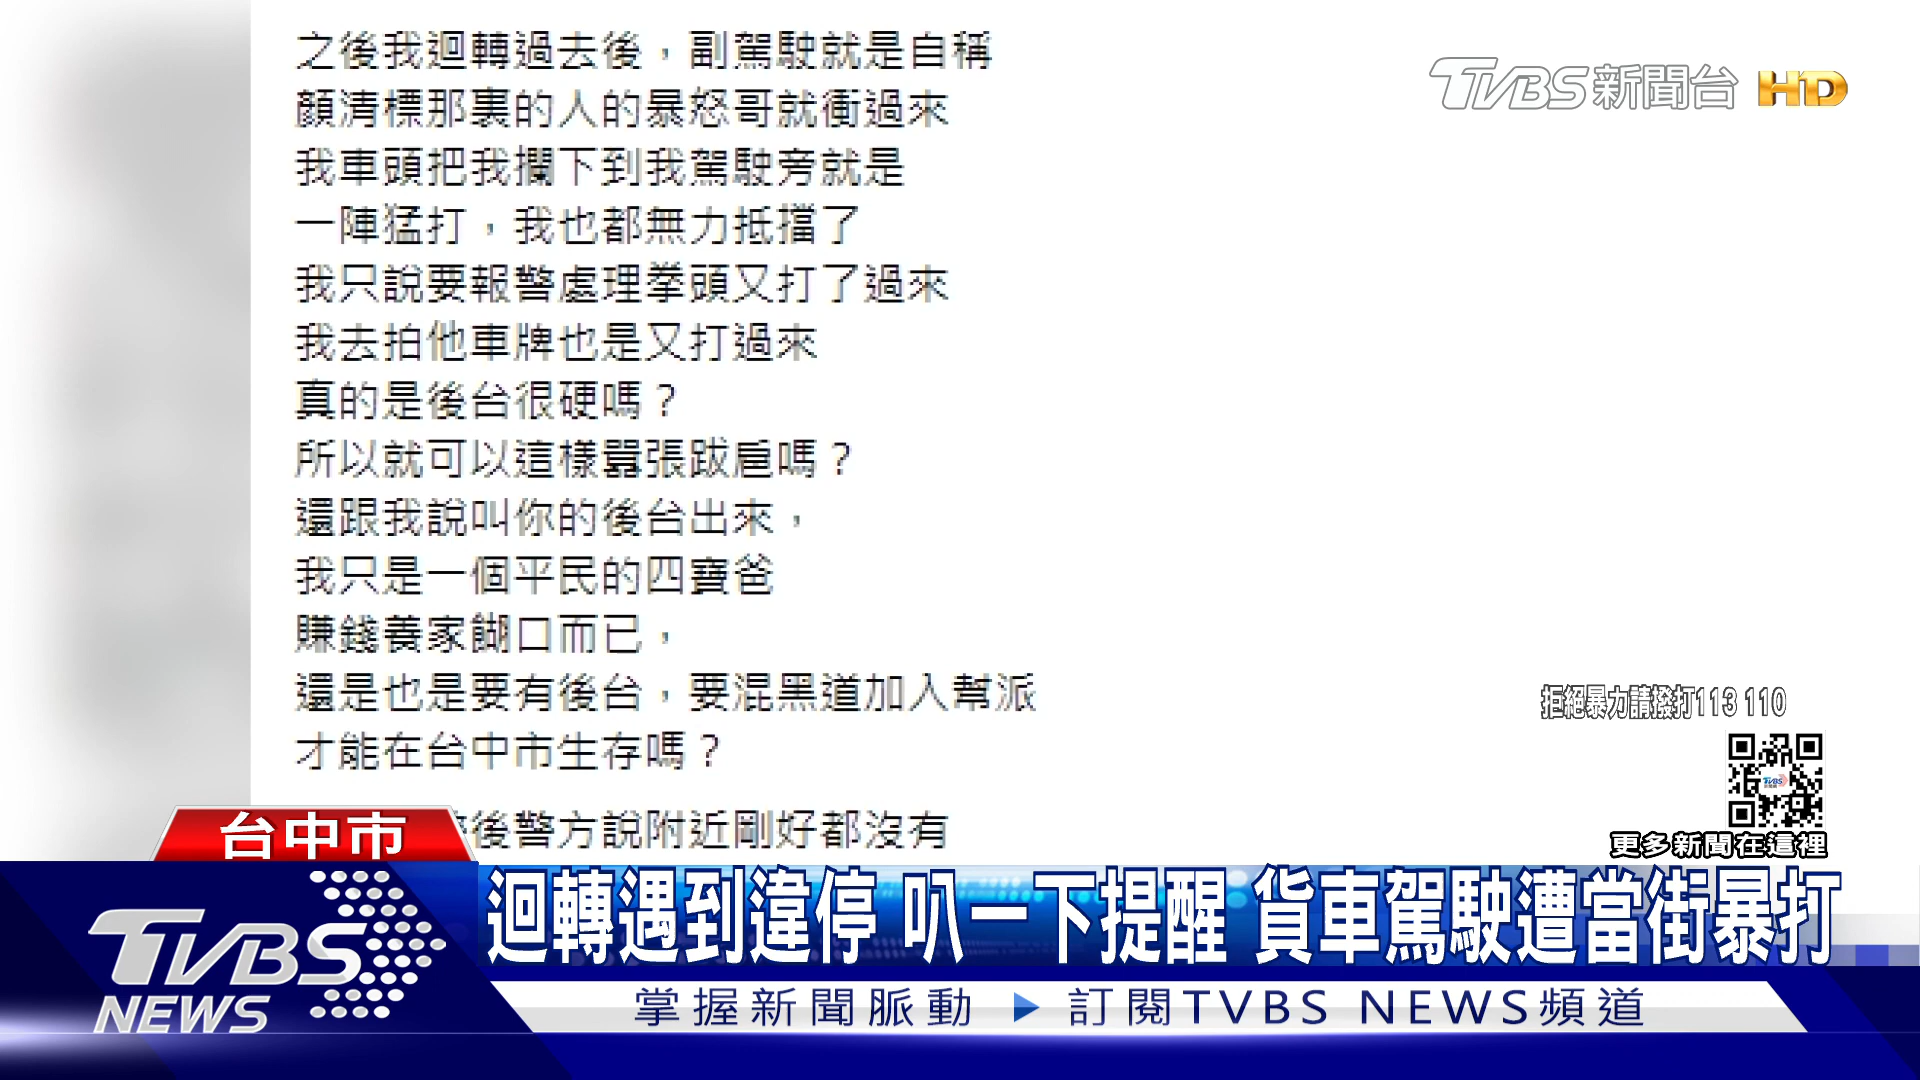 之後我迴轉過去後，副駕駛就是自稱
顏清標那裏的人的暴怒哥就衝過來
我車頭把我攔下到我駕駛旁就是
一陣猛打，我也都無力抵擋了
我只說要報警處理拳頭又打了過來
我去拍他車牌也是又打過來
真的是後台很硬嗎？
所以就可以這樣囂張跋扈嗎？
還跟我說叫你的後台出來，
我只是一個平民的四寶爸
賺錢養家餬口而已，
還是也是要有後台，要混黑道加入幫派
才能在台中市生存嗎？
後警方說附近剛好都沒有
TVBS新聞台 HD
拒絕暴力請撥打113 110
TVBS
更多新聞在這裡
台中市
迴轉遇到違停 叭一下提醒 貨車駕駛遭當街暴打
TVBS
NEWS
掌握新聞脈動 ▶ 訂閱TVBS NEWS頻道